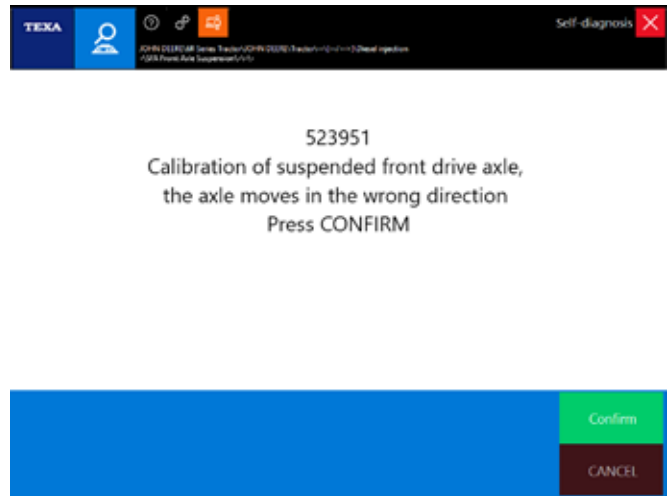 TEXA
Self-diagnosis
523951
Calibration of suspended front drive axle,
the axle moves in the wrong direction
Press CONFIRM
Confirm
CANCEL